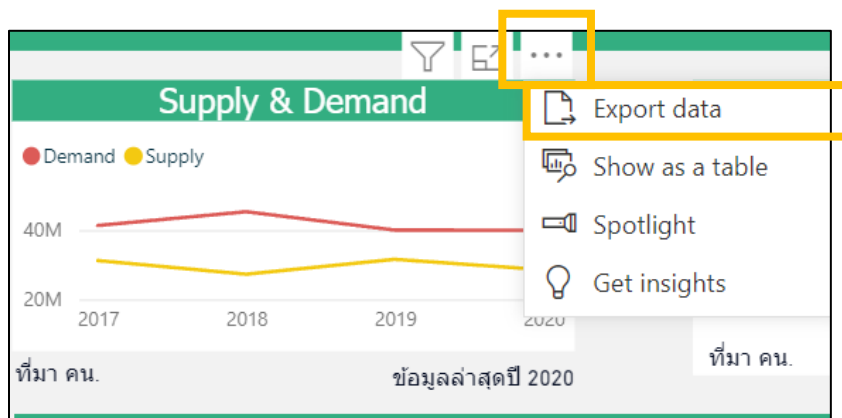 Supply & Demand
Demand Supply
40M
20M
2017 2018 2019 2020
ที่มา คน.
ข้อมูลล่าสุดปี 2020
Export data
Show as a table
Spotlight
Get insights
ที่มา คน.